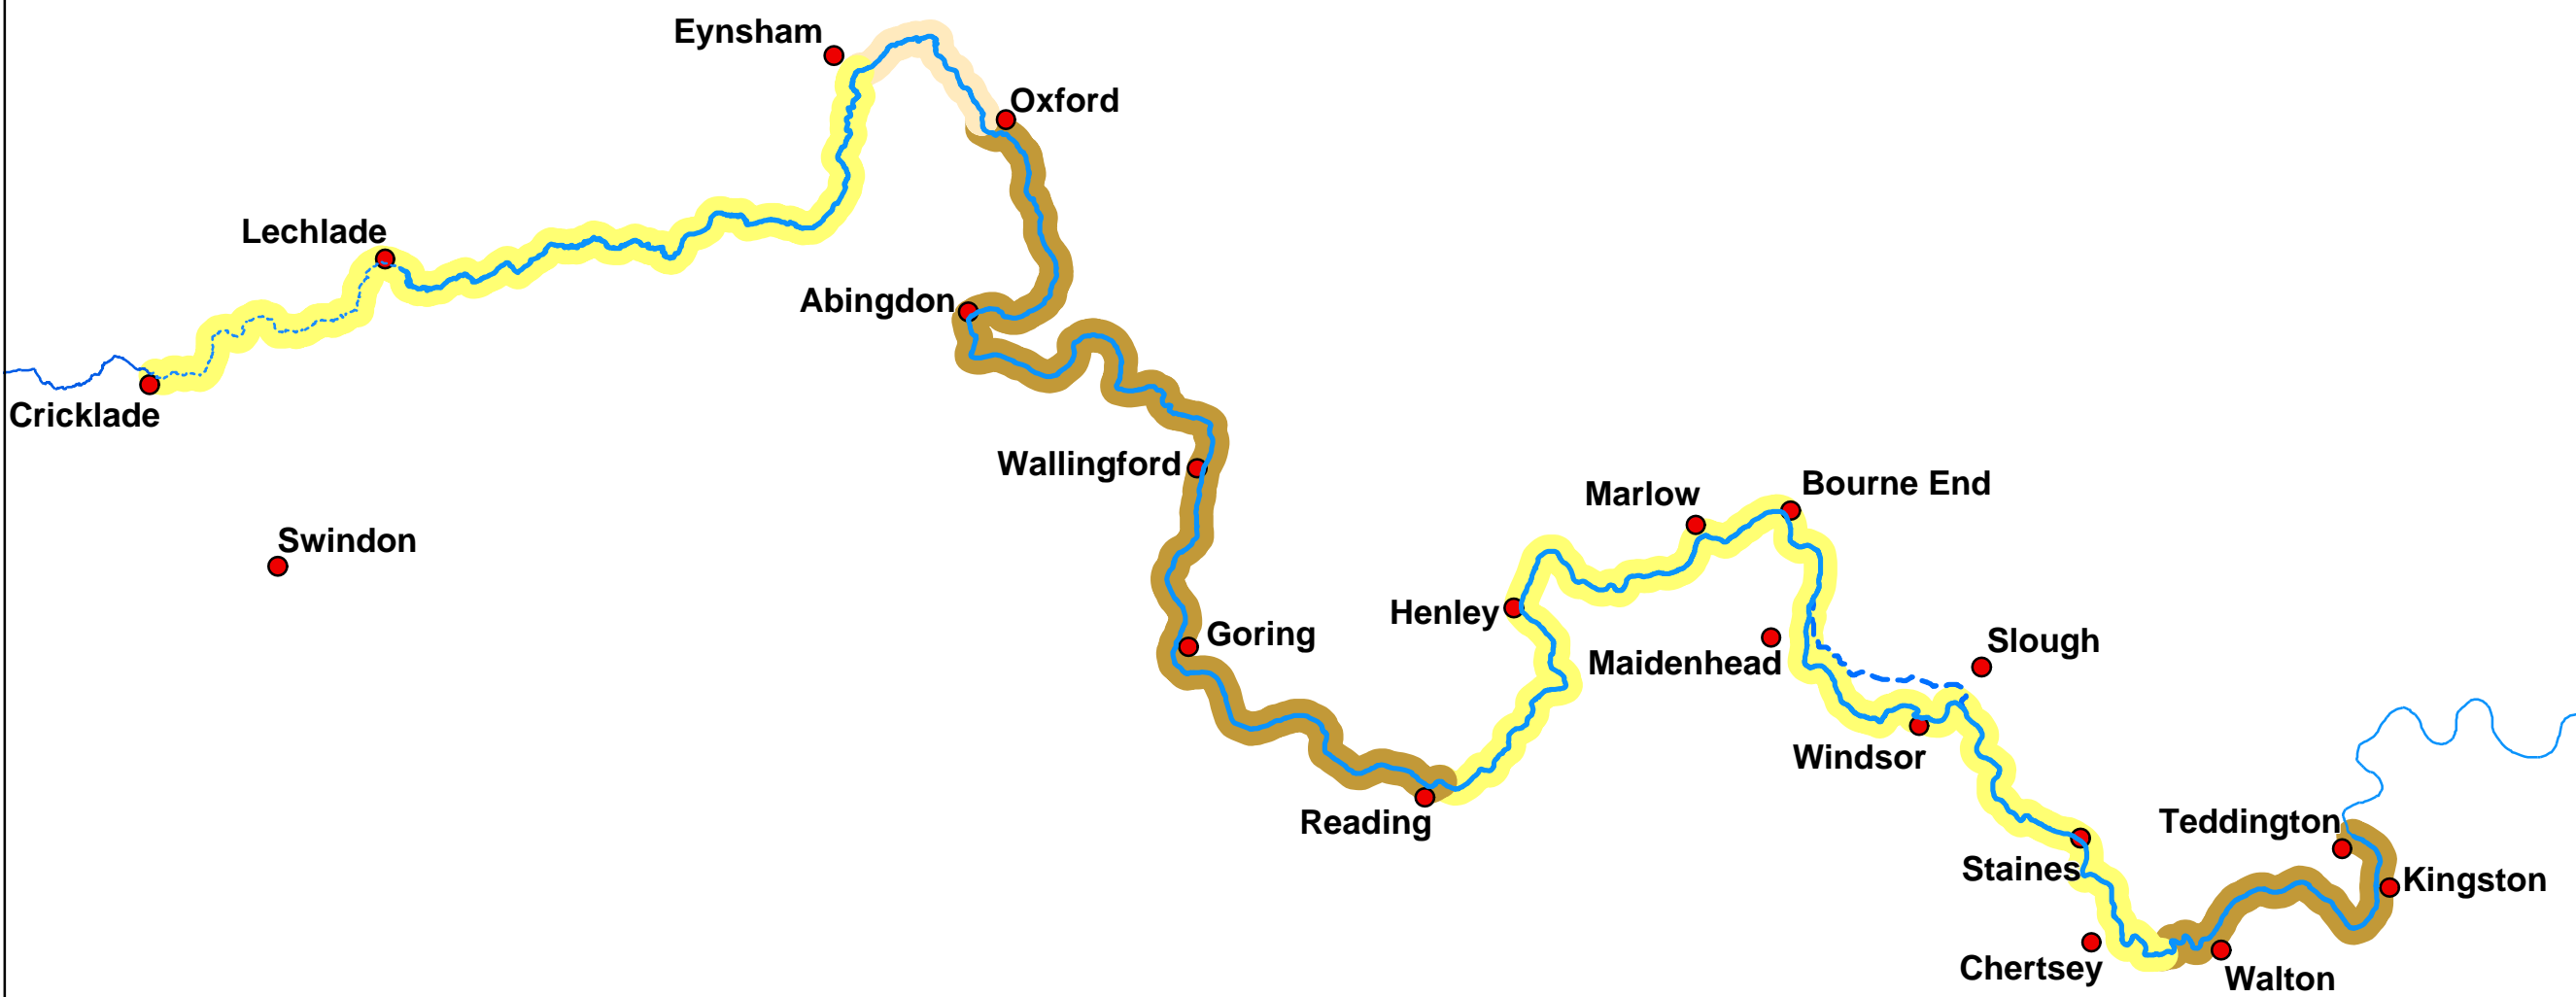 Eynsham
Oxford
Lechlade
Abingdon
Cricklade
Wallingford
Swindon
Marlow
Bourne End
Henley
Goring
Maidenhead
Slough
Windsor
Reading
Teddington
Staines
Kingston
Chertsey
Walton